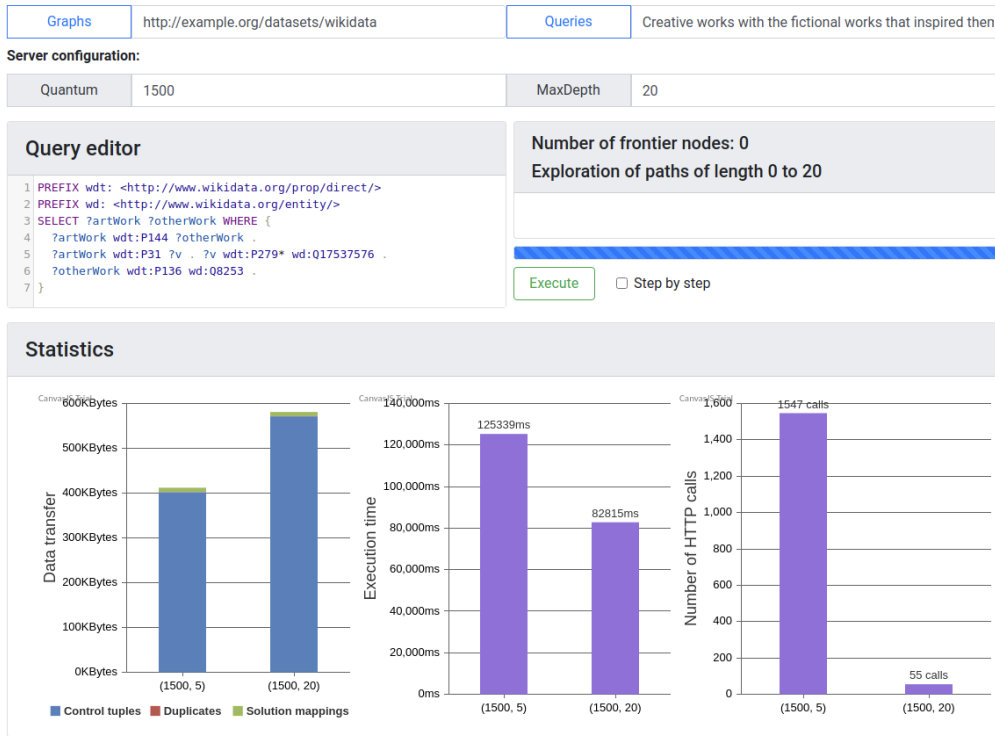 Graphs http://example.org/datasets/wikidata Queries Creative works with the fictional works that inspired them
Server configuration:
Quantum 1500 MaxDepth 20
Query editor
Number of frontier nodes: 0
Exploration of paths of length 0 to 20
1 PREFIX wdt: <http://www.wikidata.org/prop/direct/>
2 PREFIX wd: <http://www.wikidata.org/entity/>
3 SELECT ?artWork ?otherWork WHERE {
4 ?artWork wdt:P144 ?otherWork .
5 ?artWork wdt:P31 ?v . ?v wdt:P279* wd:Q17537576 .
6 ?otherWork wdt:P136 wd:Q8253 .
7 }
Execute Step by step
Statistics
CanvasJS Trial
600KBytes
500KBytes
400KBytes
300KBytes
200KBytes
100KBytes
0KBytes
Data transfer
(1500, 5) (1500, 20)
Control tuples Duplicates Solution mappings
CanvasJS Trial
140,000ms
120,000ms
100,000ms
80,000ms
60,000ms
40,000ms
20,000ms
0ms
Execution time
125339ms
82815ms
(1500, 5) (1500, 20)
CanvasJS Trial
1,600
1,400
1,200
1,000
800
600
400
200
0
Number of HTTP calls
1547 calls
55 calls
(1500, 5) (1500, 20)